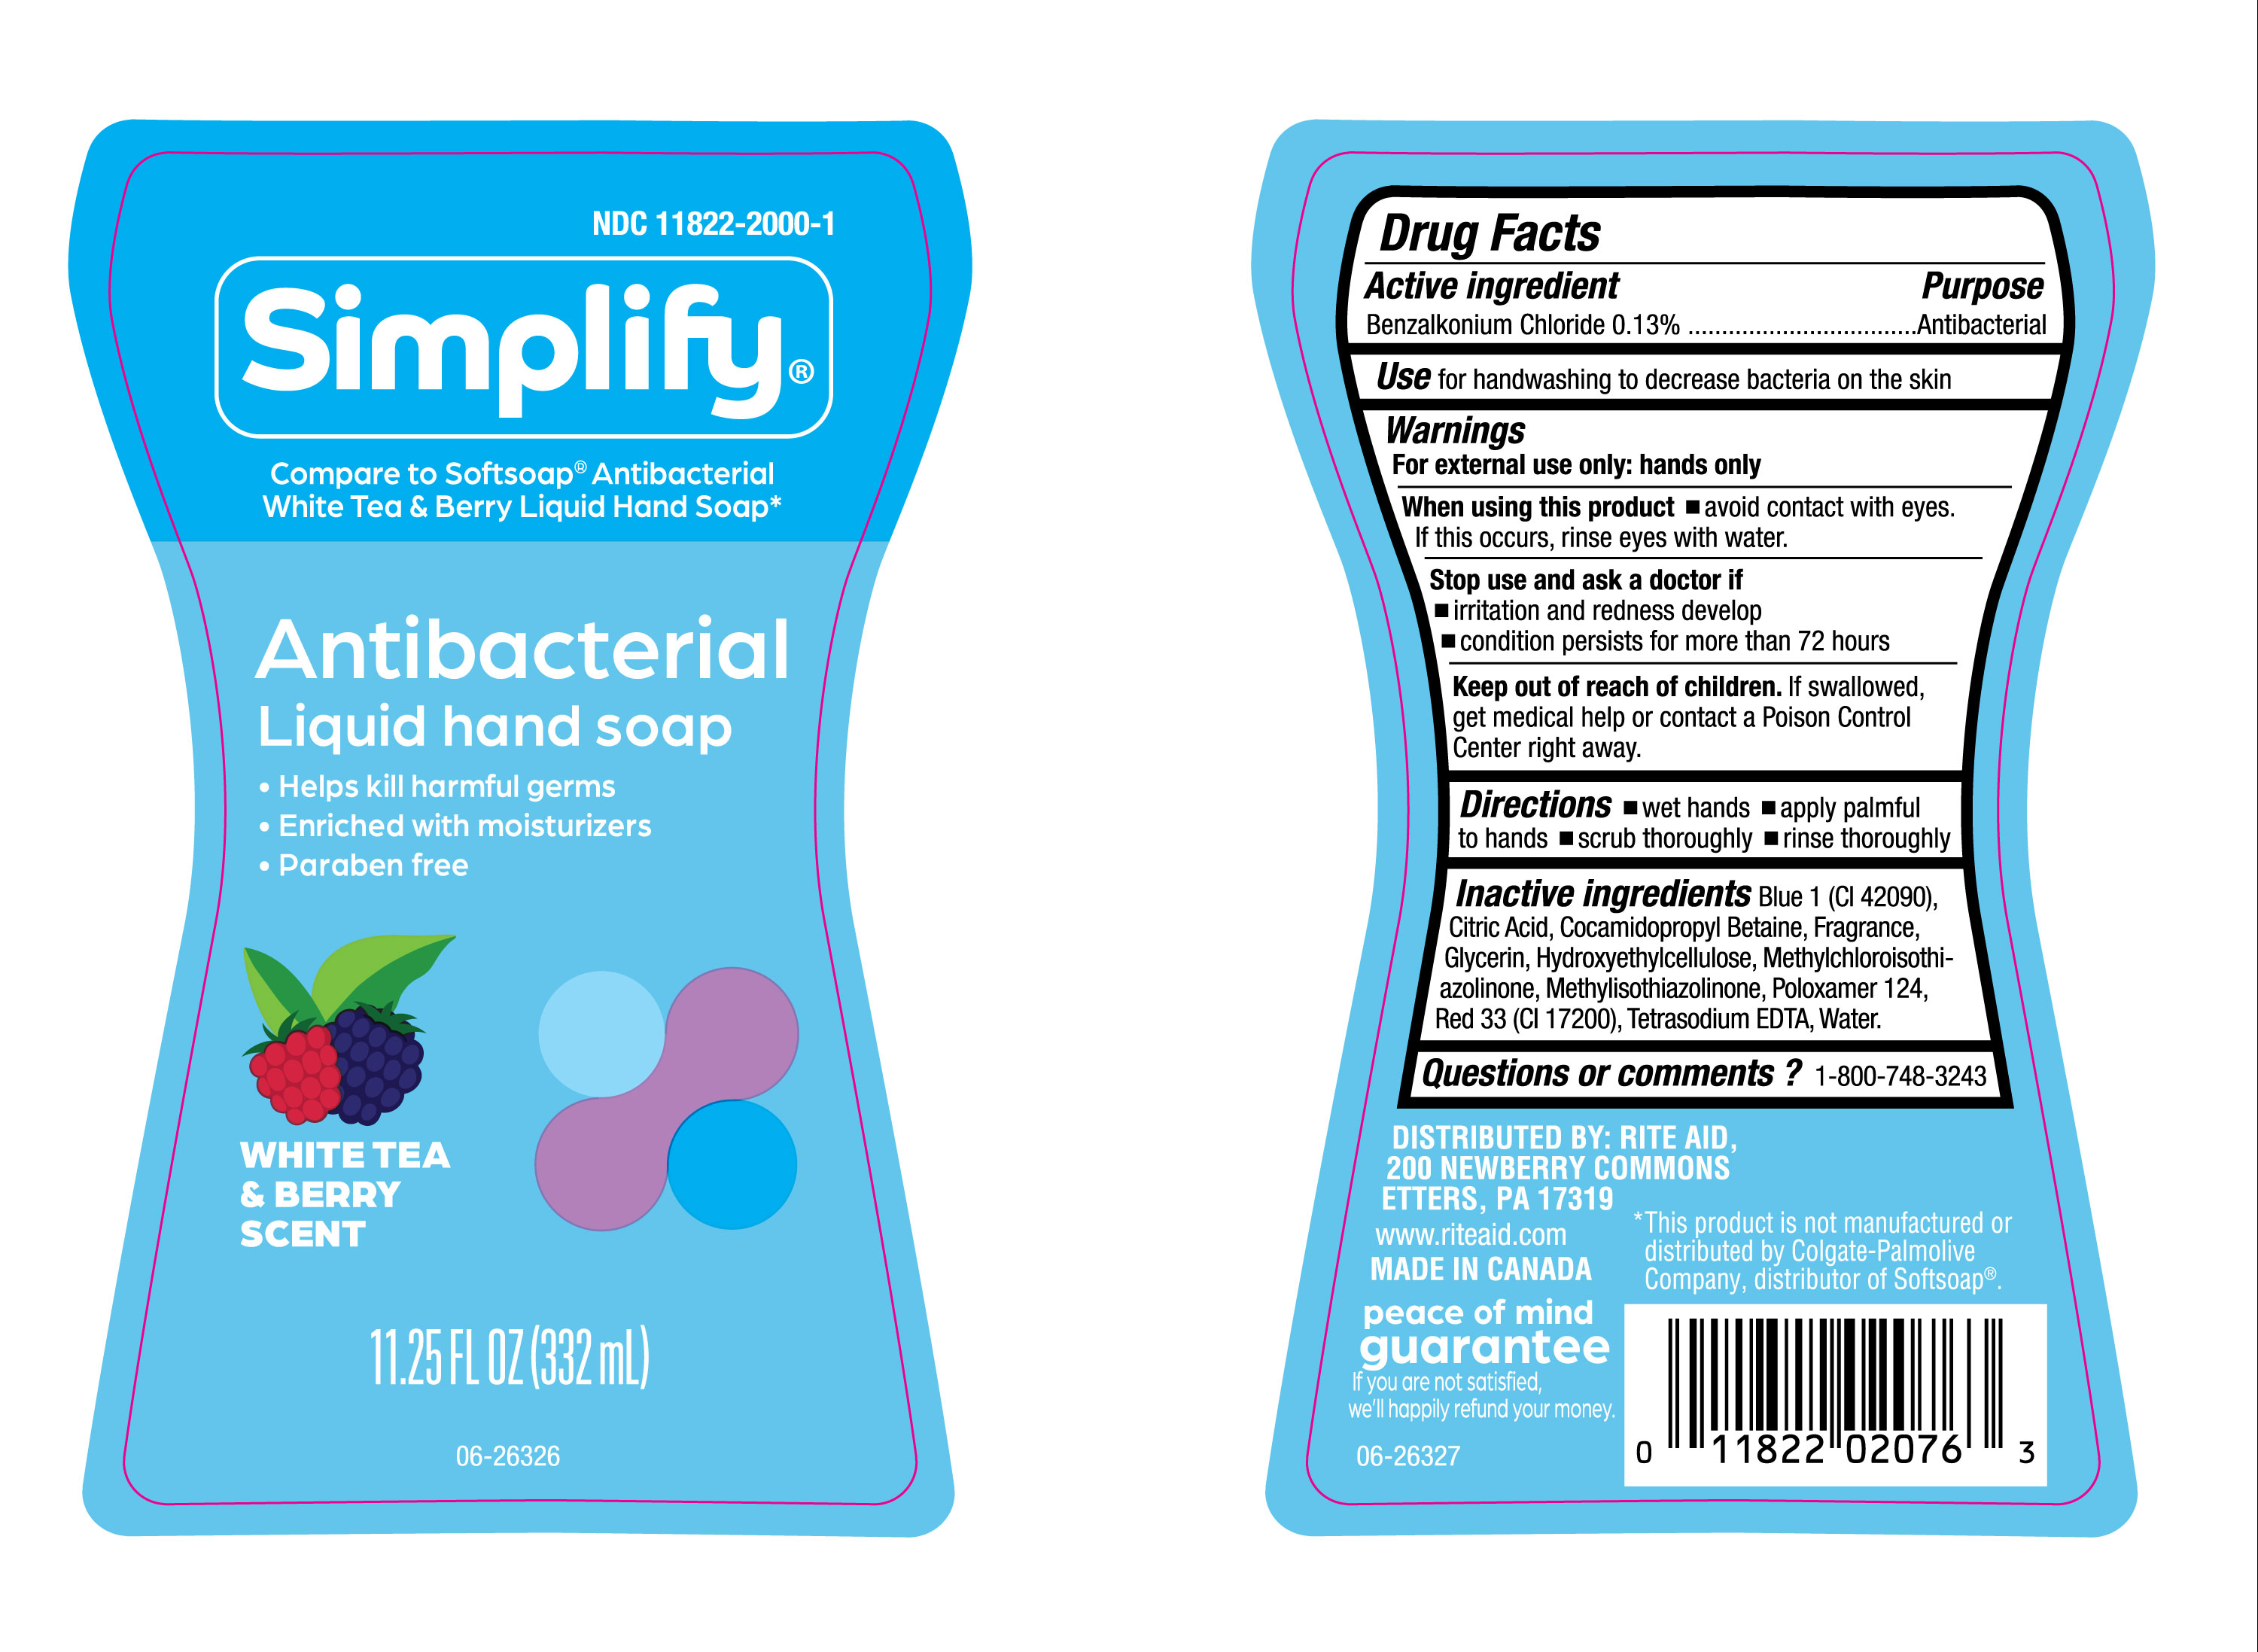 NDC 11822-2000-1
Simplify®
Compare to Softsoap® Antibacterial
White Tea & Berry Liquid Hand Soap*
Antibacterial
Liquid hand soap
• Helps kill harmful germs
• Enriched with moisturizers
• Paraben free
WHITE TEA
& BERRY
SCENT
11.25 FL OZ (332 mL)
06-26326
Drug Facts
Active ingredient Purpose
Benzalkonium Chloride 0.13% ..................................Antibacterial
Use for handwashing to decrease bacteria on the skin
Warnings
For external use only: hands only
When using this product ■ avoid contact with eyes.
If this occurs, rinse eyes with water.
Stop use and ask a doctor if
■ irritation and redness develop
■ condition persists for more than 72 hours
Keep out of reach of children. If swallowed,
get medical help or contact a Poison Control
Center right away.
Directions ■ wet hands ■ apply palmful
to hands ■ scrub thoroughly ■ rinse thoroughly
Inactive ingredients Blue 1 (CI 42090),
Citric Acid, Cocamidopropyl Betaine, Fragrance,
Glycerin, Hydroxyethylcellulose, Methylchloroisothi-
azolinone, Methylisothiazolinone, Poloxamer 124,
Red 33 (CI 17200), Tetrasodium EDTA, Water.
Questions or comments ? 1-800-748-3243
DISTRIBUTED BY: RITE AID,
200 NEWBERRY COMMONS
ETTERS, PA 17319
www.riteaid.com
MADE IN CANADA
*This product is not manufactured or
distributed by Colgate-Palmolive
Company, distributor of Softsoap®.
peace of mind
guarantee
If you are not satisfied,
we'll happily refund your money.
06-26327
0 11822 02076 3